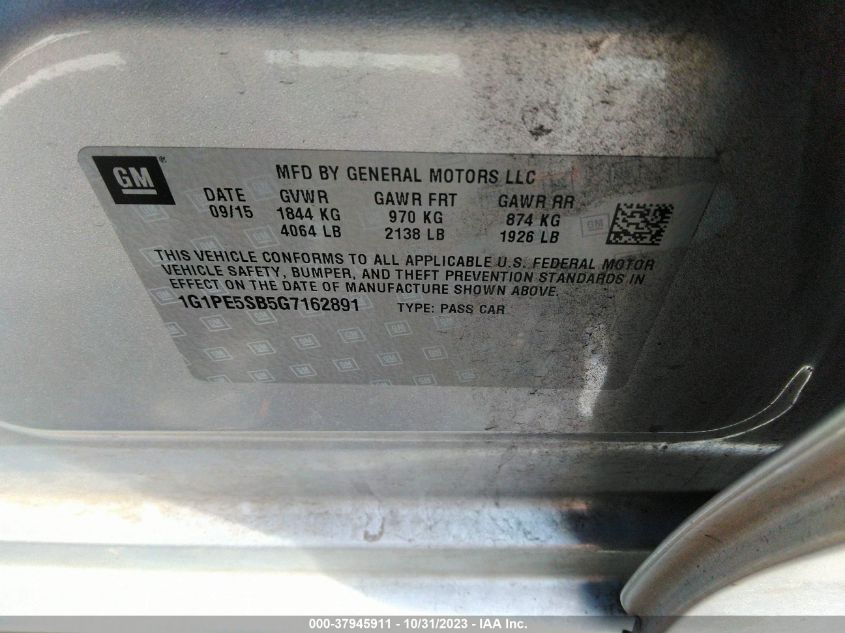 GM ®
MFD BY GENERAL MOTORS LLC
DATE GVWR GAWR FRT GAWR RR
09/15 1844 KG 970 KG 874 KG
4064 LB 2138 LB 1926 LB
GM
THIS VEHICLE CONFORMS TO ALL APPLICABLE U.S. FEDERAL MOTOR
VEHICLE SAFETY, BUMPER, AND THEFT PREVENTION STANDARDS IN
EFFECT ON THE DATE OF MANUFACTURE SHOWN ABOVE.
1G1PE5SB5G7162891 TYPE: PASS CAR
000-37945911 - 10/31/2023 - IAA Inc.